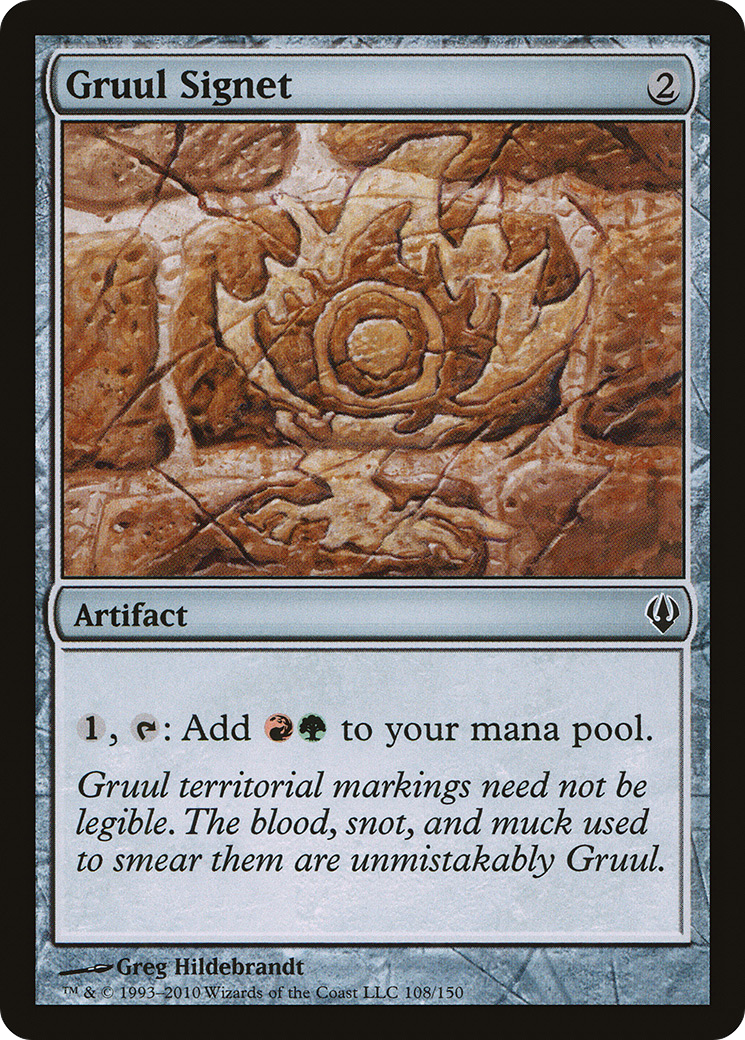 Gruul Signet 2
Artifact
1, : Add to your mana pool.
Gruul territorial markings need not be
legible. The blood, snot, and muck used
to smear them are unmistakably Gruul.
Greg Hildebrandt
™ & © 1993–2010 Wizards of the Coast LLC 108/150